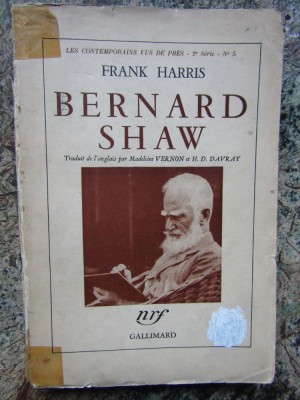 LES CONTEMPORAINS VUS DE PRÈS - 2e Série - No 5
FRANK HARRIS
BERNARD
SHAW
Traduit de l'anglais par Madeleine VERNON et H. D. DAVRAY
nrf
GALLIMARD